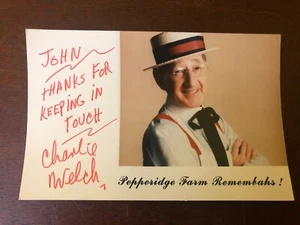 JOHN
THANKS FOR
KEEPING IN
TOUCH
Charlie
Welch
Pepperidge Farm Remembahs!